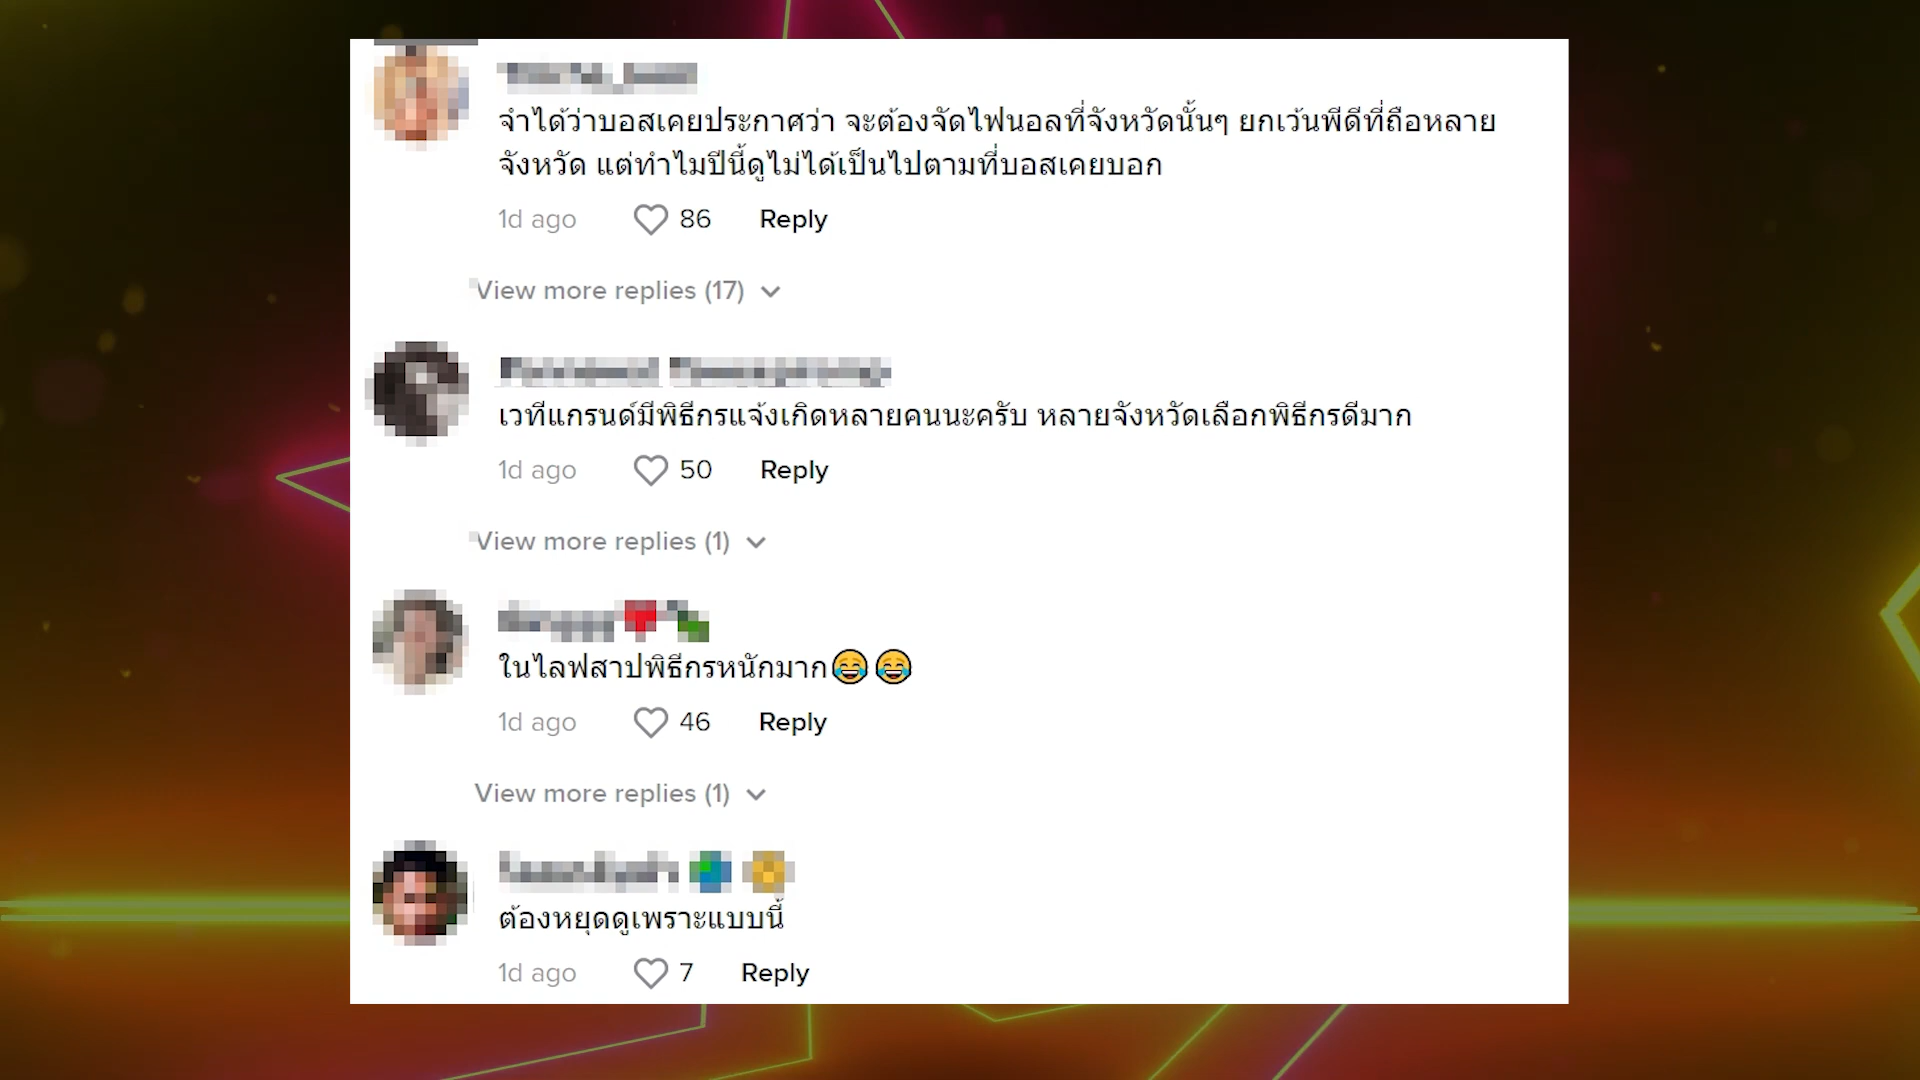 จำได้ว่าบอสเคยประกาศว่า จะต้องจัดไฟนอลที่จังหวัดนั้นๆ ยกเว้นพีดีที่ถือหลาย
จังหวัด แต่ทำไมปีนี้ดูไม่ได้เป็นไปตามที่บอสเคยบอก
1d ago 86 Reply
View more replies (17)
เวทีแกรนด์มีพิธีกรแจ้งเกิดหลายคนนะครับ หลายจังหวัดเลือกพิธีกรดีมาก
1d ago 50 Reply
View more replies (1)
ในไลฟสาปพิธีกรหนักมาก😂😂
1d ago 46 Reply
View more replies (1)
ต้องหยุดดูเพราะแบบนี้
1d ago 7 Reply